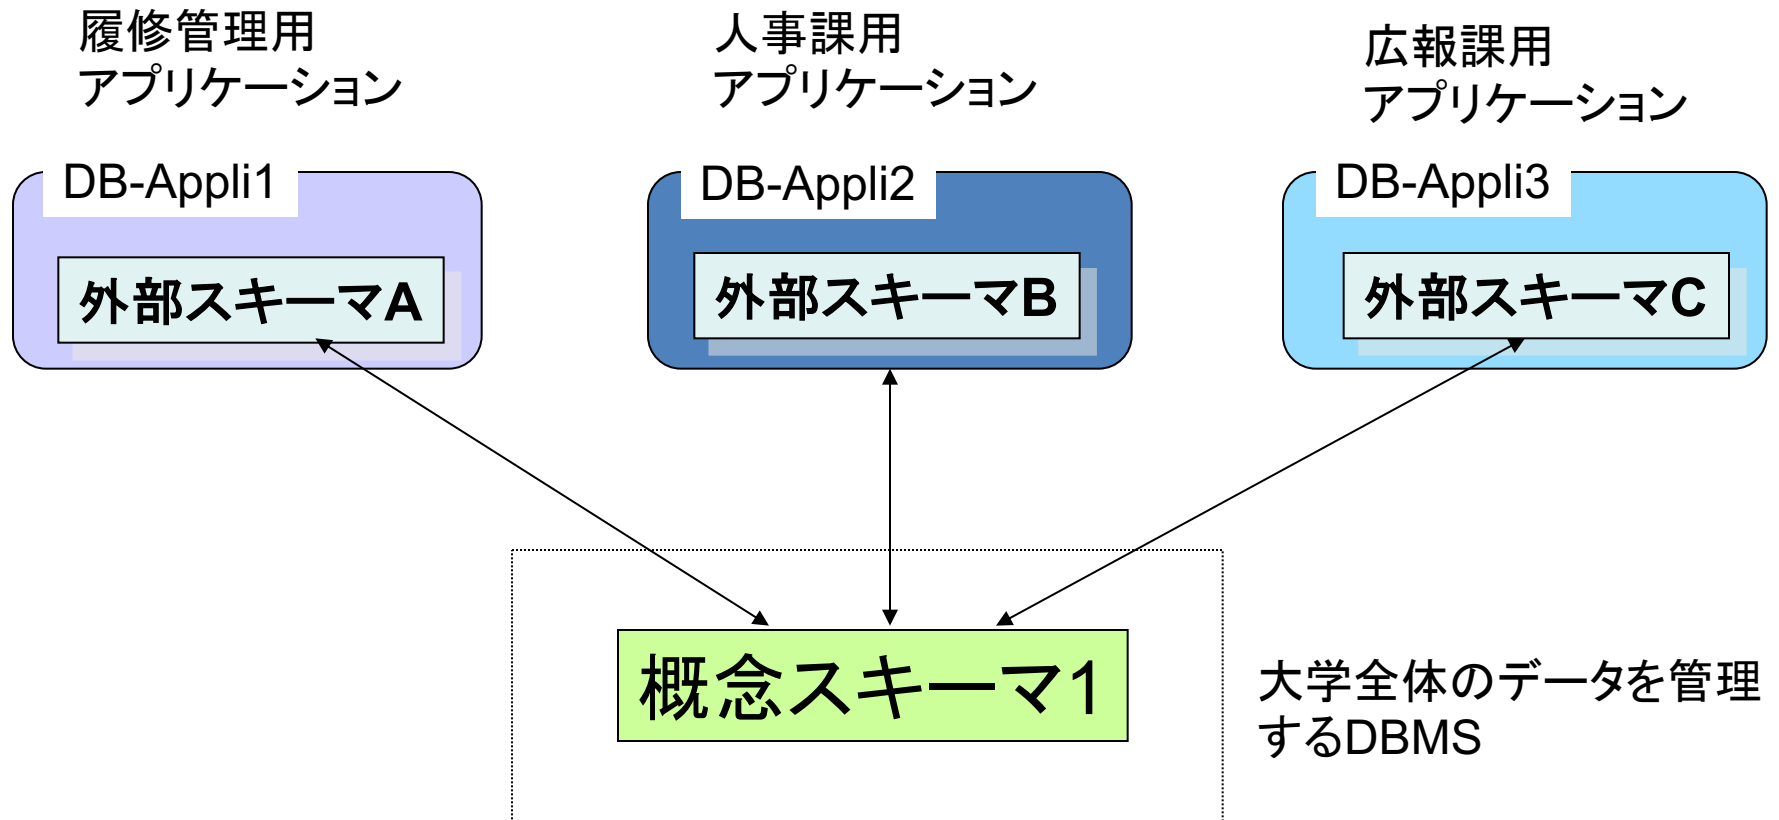 履修管理用
アプリケーション
人事課用
アプリケーション
広報課用
アプリケーション
DB-Appli1
DB-Appli2
DB-Appli3
外部スキーマA
外部スキーマB
外部スキーマC
概念スキーマ1
大学全体のデータを管理
するDBMS